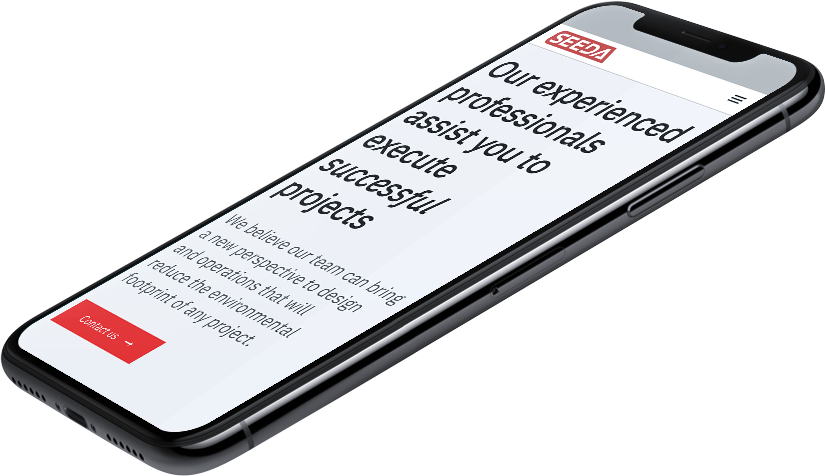 SEEDA
Our experienced
professionals
assist you to
execute
successful
projects
We believe our team can bring
a new perspective to design
and operations that will
reduce the environmental
footprint of any project.
Contact us →